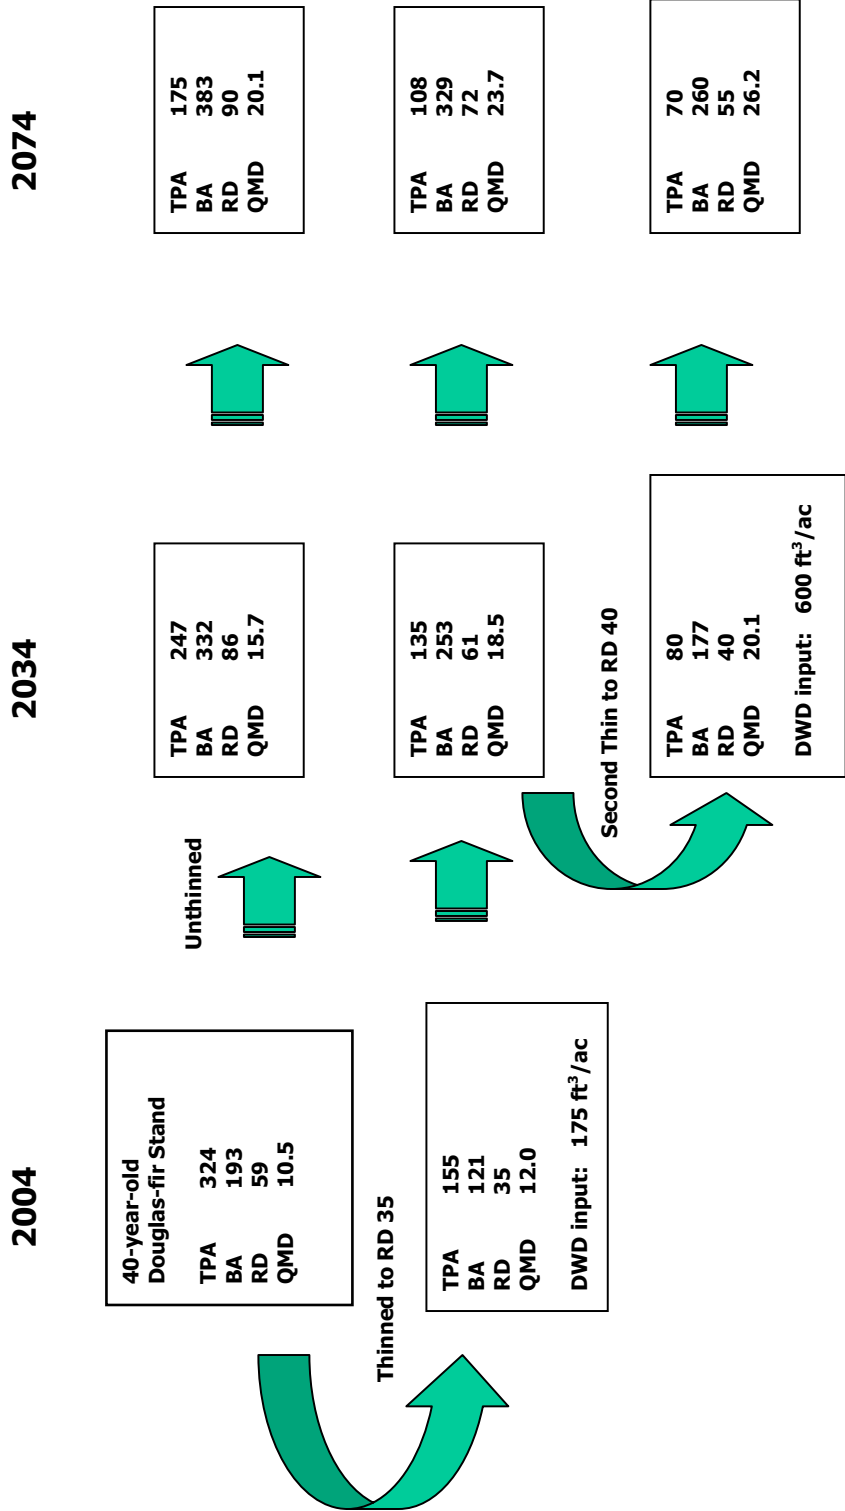 2004
2034
2074
40-year-old
Douglas-fir Stand
TPA 324
BA 193
RD 59
QMD 10.5
Unthinned
TPA 247
BA 332
RD 86
QMD 15.7
TPA 175
BA 383
RD 90
QMD 20.1
Thinned to RD 35
TPA 155
BA 121
RD 35
QMD 12.0
DWD input: 175 ft³/ac
TPA 135
BA 253
RD 61
QMD 18.5
TPA 108
BA 329
RD 72
QMD 23.7
Second Thin to RD 40
TPA 80
BA 177
RD 40
QMD 20.1
DWD input: 600 ft³/ac
TPA 70
BA 260
RD 55
QMD 26.2